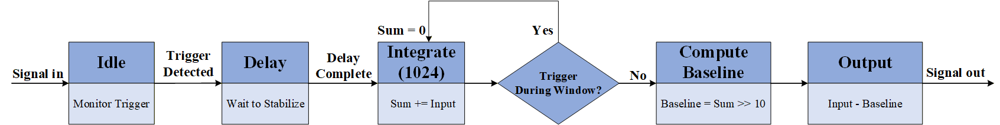 Signal in
Idle
Monitor Trigger
Trigger
Detected
Delay
Wait to Stabilize
Delay
Complete
Sum = 0
Integrate
(1024)
Sum += Input
Yes
Trigger
During Window?
No
Compute
Baseline
Baseline = Sum >> 10
Output
Input - Baseline
Signal out